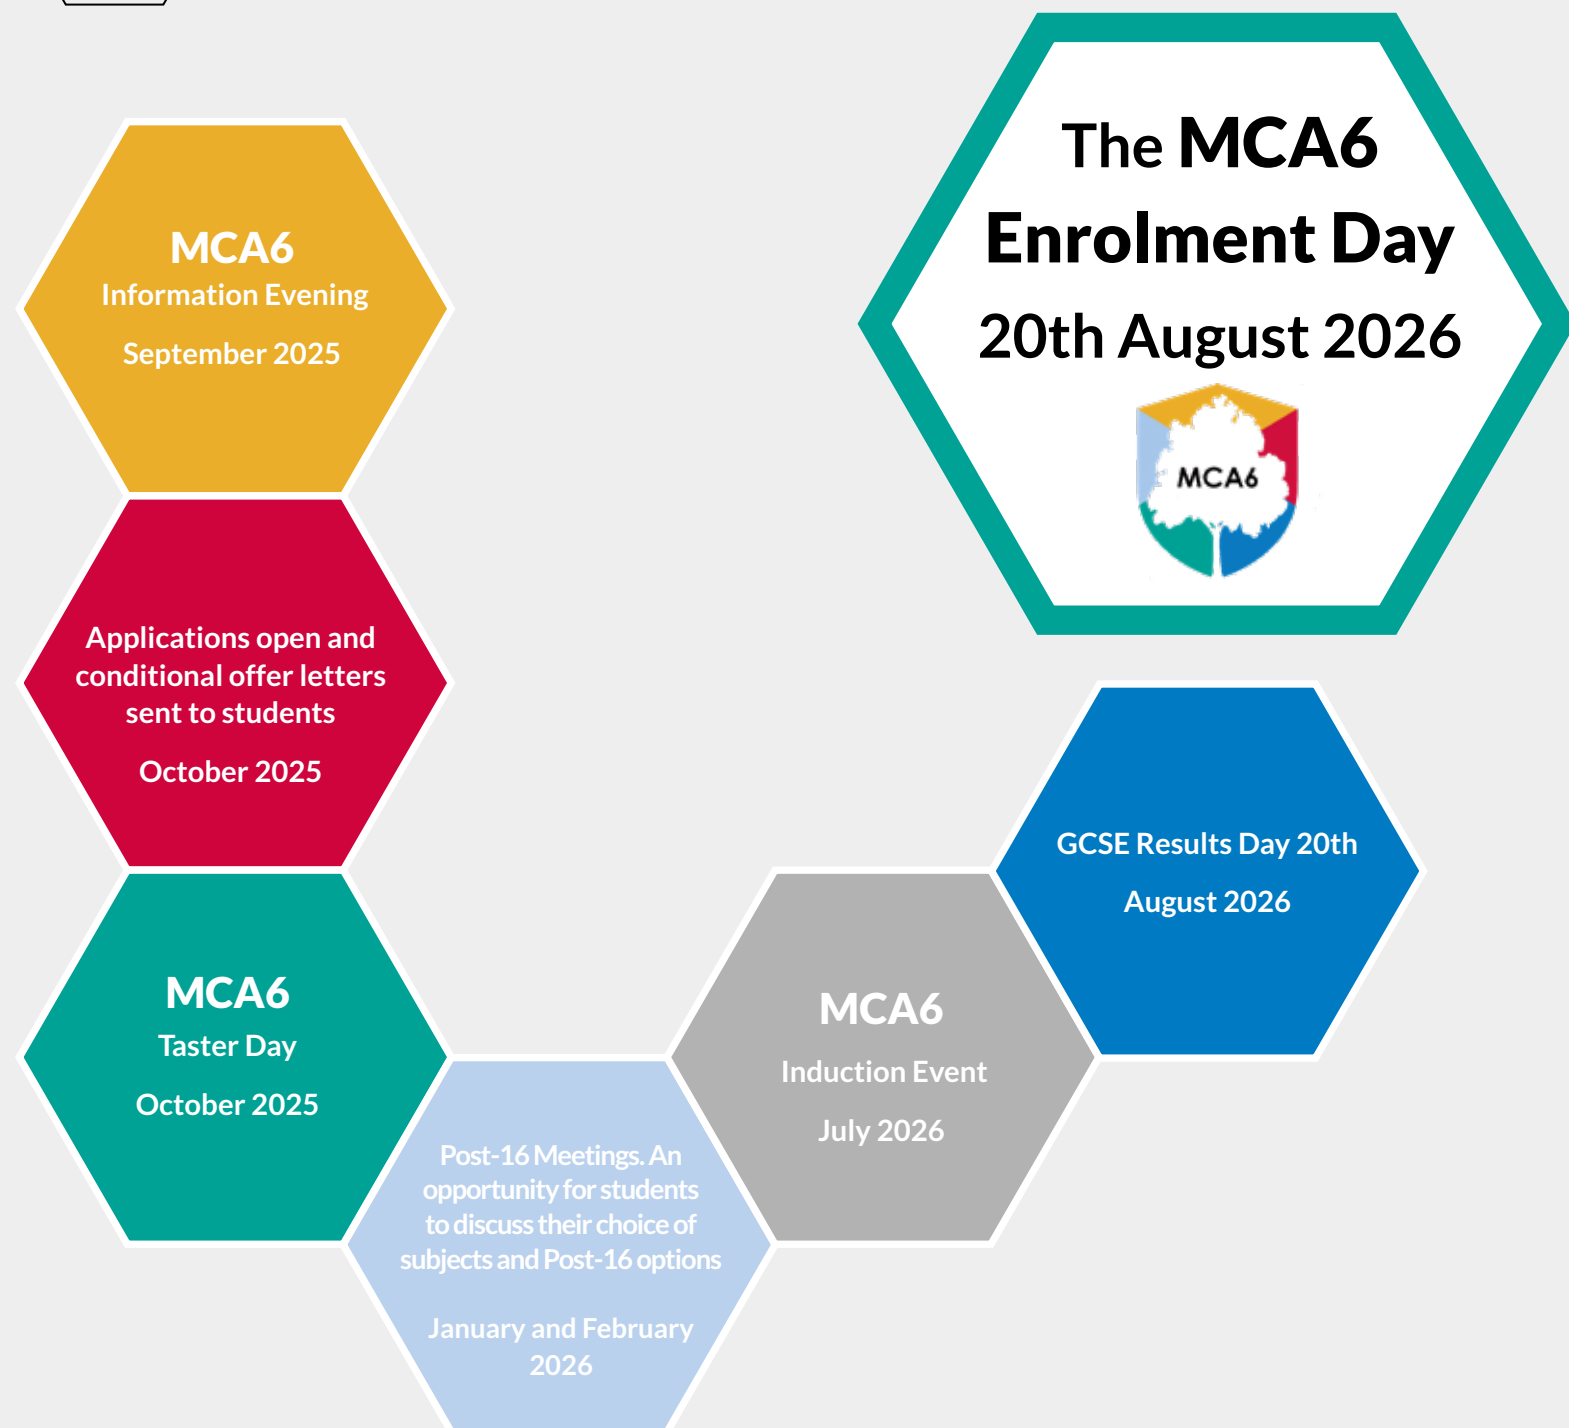 MCA6
Information Evening
September 2025
Applications open and
conditional offer letters
sent to students
October 2025
MCA6
Taster Day
October 2025
Post-16 Meetings. An
opportunity for students
to discuss their choice of
subjects and Post-16 options
January and February
2026
MCA6
Induction Event
July 2026
GCSE Results Day 20th
August 2026
The MCA6
Enrolment Day
20th August 2026
MCA6